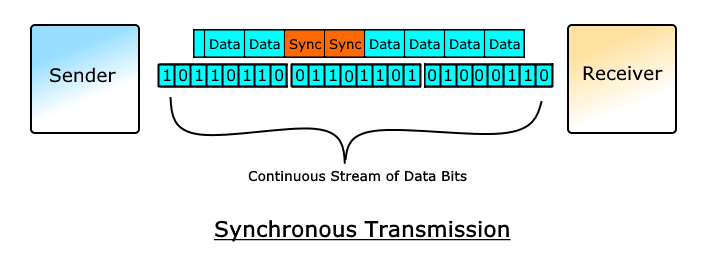 Data Data Sync Sync Data Data Data Data
Sender
1 0 1 1 0 1 1 0 0 1 1 0 1 1 0 1 0 1 0 0 0 1 1 0
Receiver
Continuous Stream of Data Bits
Synchronous Transmission